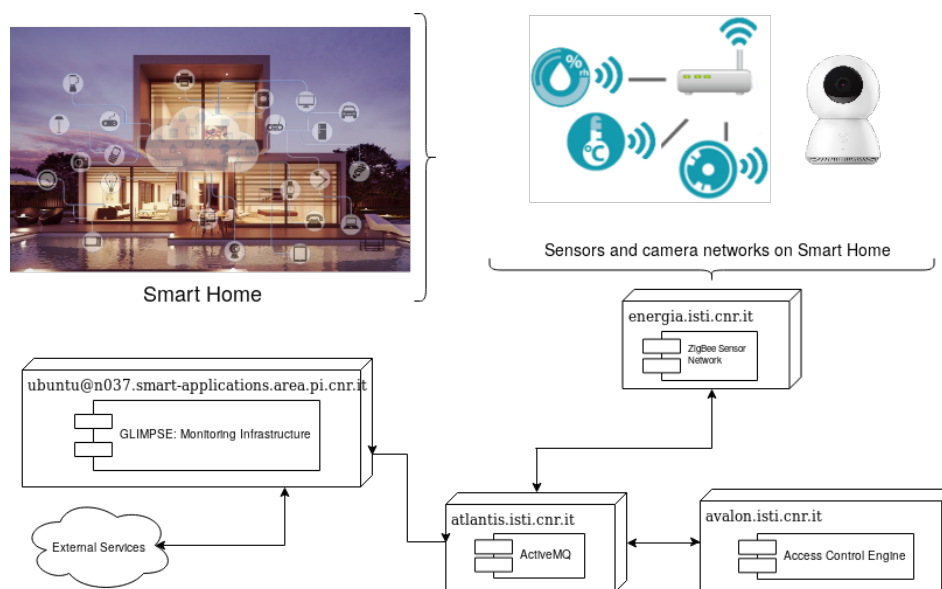 %
rh
°C
Smart Home
Sensors and camera networks on Smart Home
energia.isti.cnr.it
ZigBee Sensor
Network
ubuntu@n037.smart-applications.area.pi.cnr.it
GLIMPSE: Monitoring Infrastructure
External Services
atlantis.isti.cnr.it
ActiveMQ
avalon.isti.cnr.it
Access Control Engine